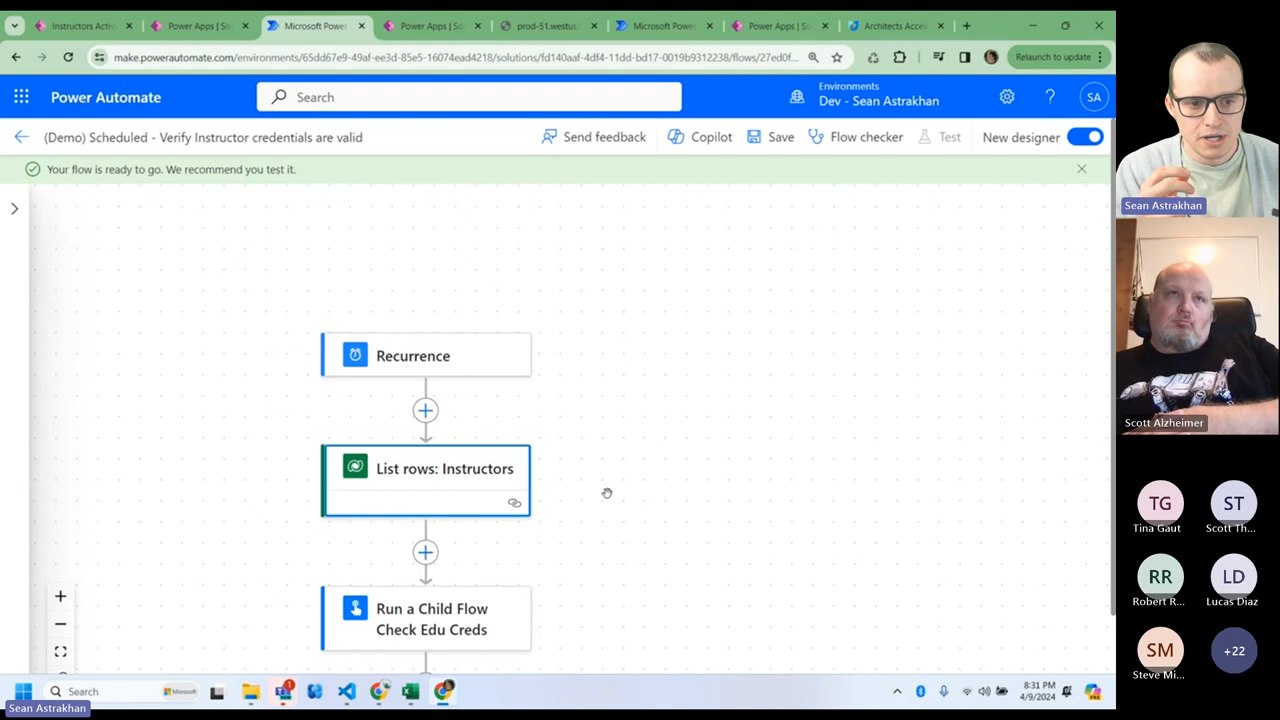 Instructors Activ
Power Apps | So
Microsoft Power
Power Apps | So
prod-51.westus.
Microsoft Power
Power Apps | So
Architects Acce
make.powerautomate.com/environments/65dd67e9-49af-ee3d-85e5-16074ead4218/solutions/fd140aaf-4df4-11dd-bd17-0019b9312238/flows/27ed0f...
Relaunch to update
Power Automate
Search
Environments
Dev - Sean Astrakhan
SA
(Demo) Scheduled - Verify Instructor credentials are valid
Send feedback
Copilot
Save
Flow checker
Test
New designer
Your flow is ready to go. We recommend you test it.
Recurrence
List rows: Instructors
Run a Child Flow
Check Edu Creds
Search
Microsoft
1
8:31 PM
4/9/2024
Sean Astrakhan
Sean Astrakhan
Scott Alzheimer
TG
Tina Gaut
ST
Scott Th...
RR
Robert R...
LD
Lucas Diaz
SM
Steve Mi...
+22